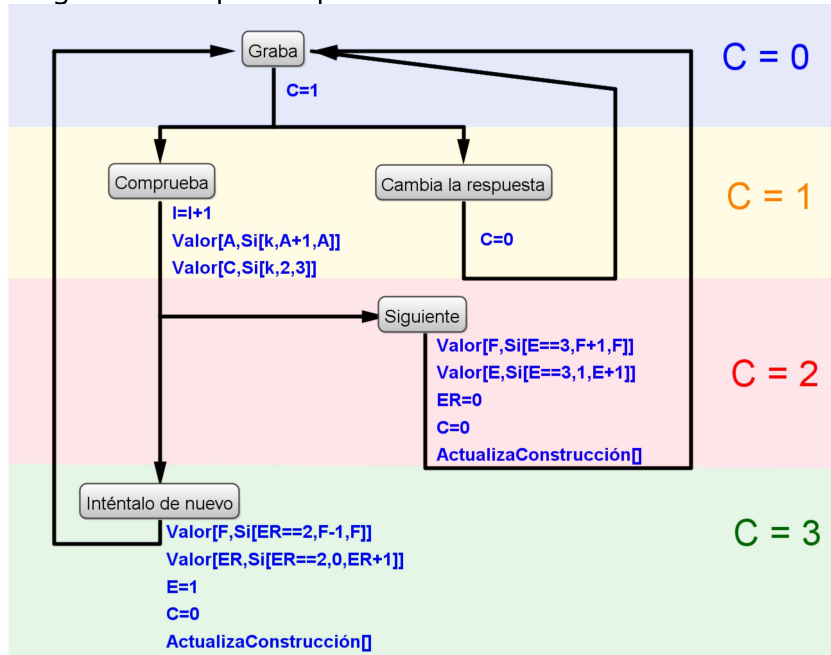 Graba
C = 0
C=1
Comprueba
Cambia la respuesta
C = 1
I=I+1
Valor[A,Si[k,A+1,A]]
C=0
Valor[C,Si[k,2,3]]
Siguiente
Valor[F,Si[E==3,F+1,F]]
Valor[E,Si[E==3,1,E+1]]
C = 2
ER=0
C=0
ActualizaConstrucción[]
Inténtalo de nuevo
Valor[F,Si[ER==2,F-1,F]]
C = 3
Valor[ER,Si[ER==2,0,ER+1]]
E=1
C=0
ActualizaConstrucción[]